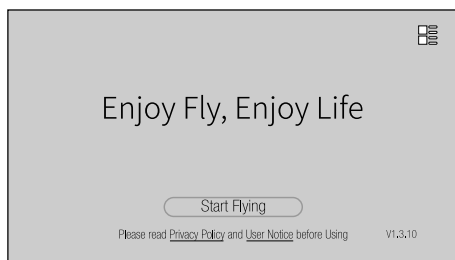 Enjoy Fly, Enjoy Life
Start Flying
Please read Privacy Policy and User Notice before Using
V1.3.10